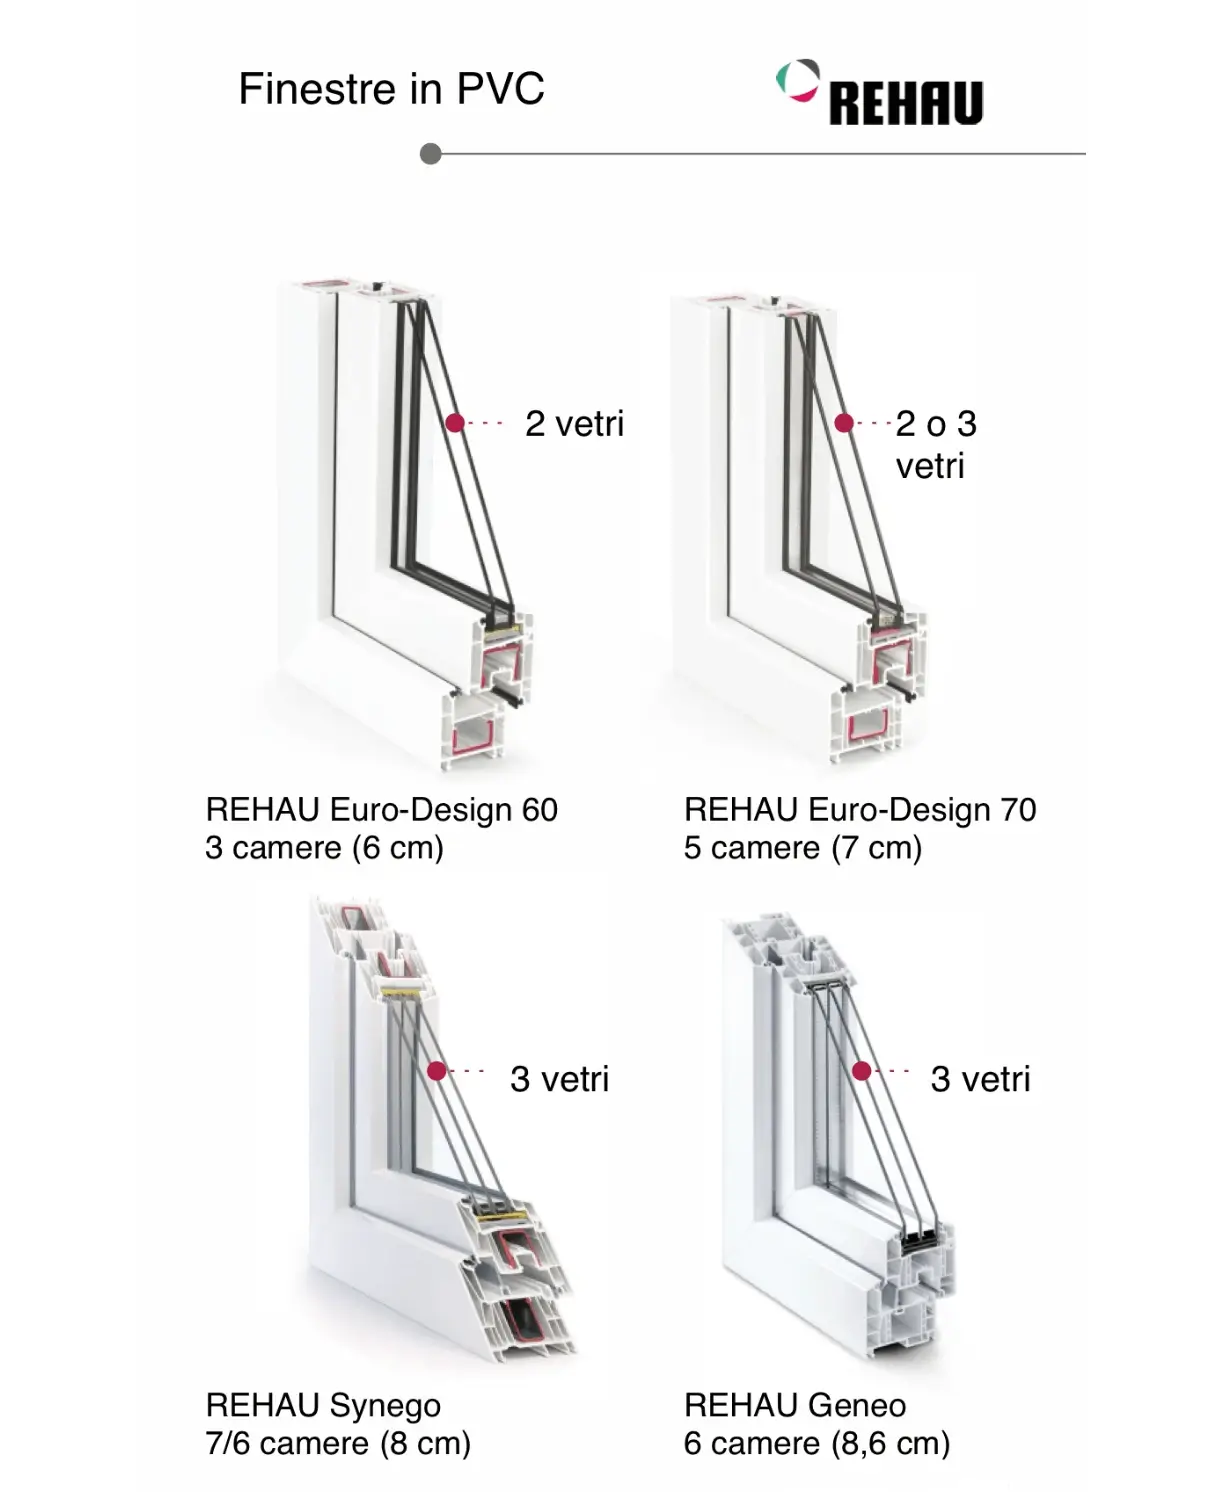 Finestre in PVC
REHAU
2 vetri
2 o 3
vetri
REHAU Euro-Design 60
3 camere (6 cm)
REHAU Euro-Design 70
5 camere (7 cm)
3 vetri
3 vetri
REHAU Synego
7/6 camere (8 cm)
REHAU Geneo
6 camere (8,6 cm)